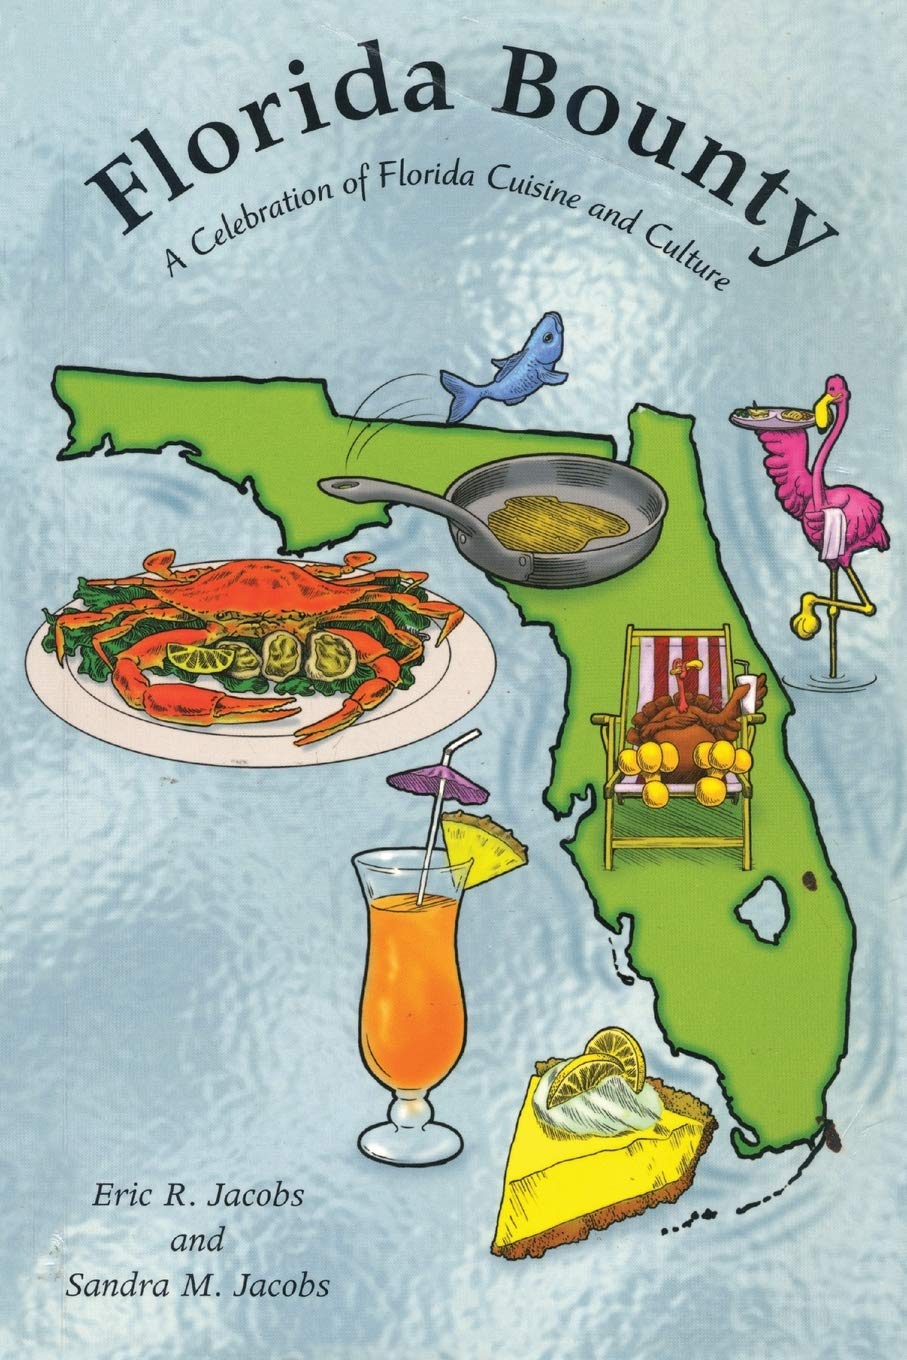 Florida Bounty
A Celebration of Florida Cuisine and Culture
Eric R. Jacobs
and
Sandra M. Jacobs